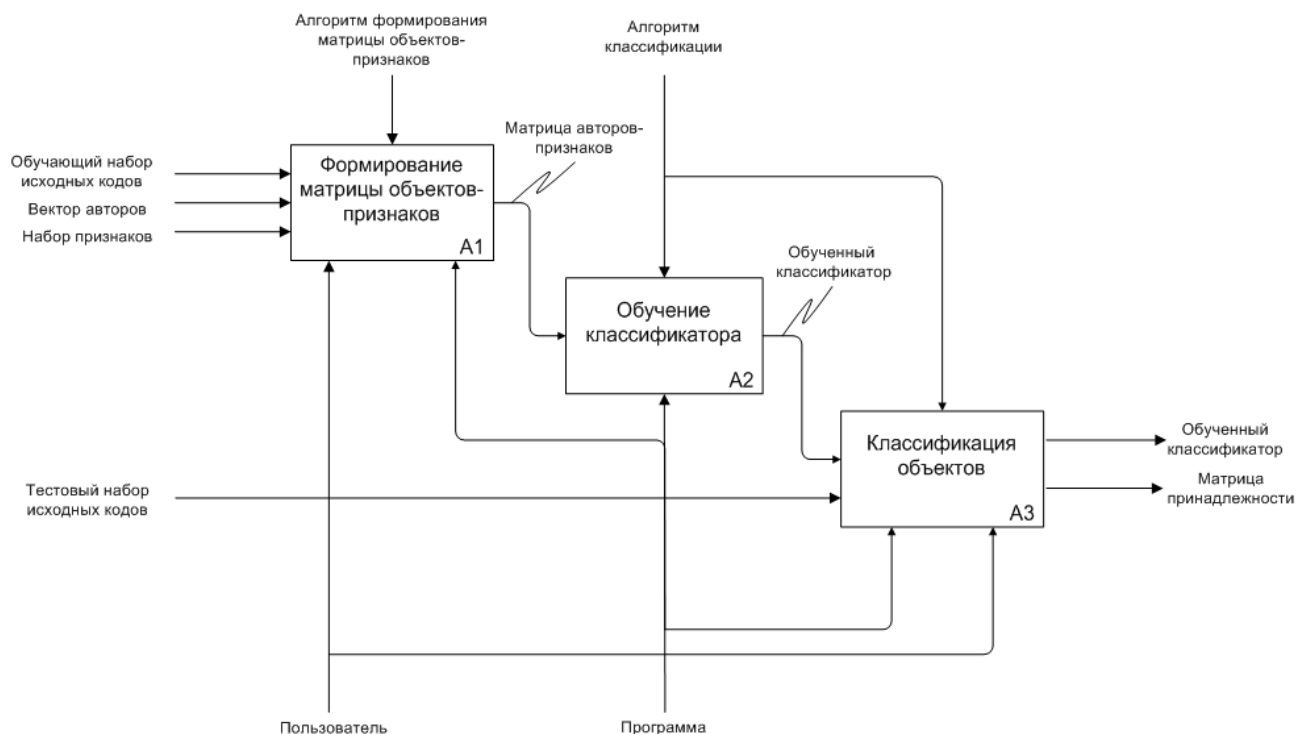 Алгоритм формирования
матрицы объектов-
признаков
Алгоритм
классификации
Матрица авторов-
признаков
Обучающий набор
исходных кодов
Вектор авторов
Набор признаков
Формирование
матрицы объектов-
признаков
A1
Обученный
классификатор
Обучение
классификатора
A2
Классификация
объектов
A3
Обученный
классификатор
Матрица
принадлежности
Тестовый набор
исходных кодов
Пользователь
Программа